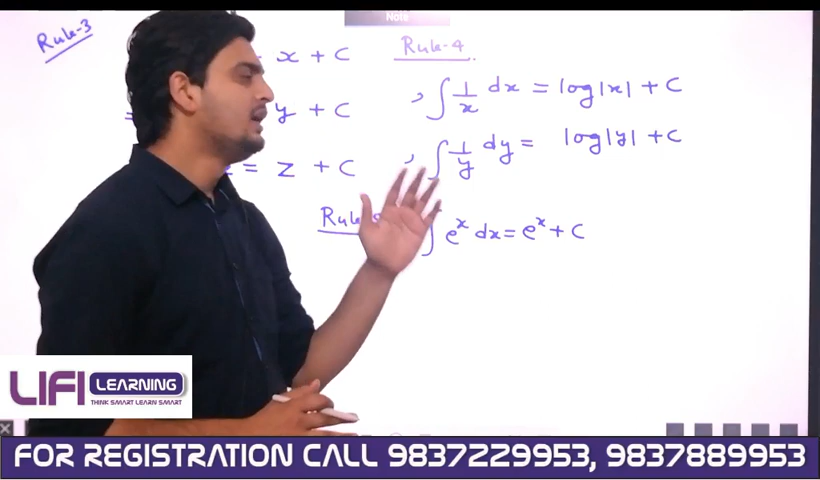 Note
Rule-3
x + C
Rule-4
∫ 1/x dx = log|x| + C
= y + C
∫ 1/y dy = log|y| + C
= z + C
Rule
∫ e^x dx = e^x + C
LIFI LEARNING
THINK SMART LEARN SMART
FOR REGISTRATION CALL 9837229953, 9837889953